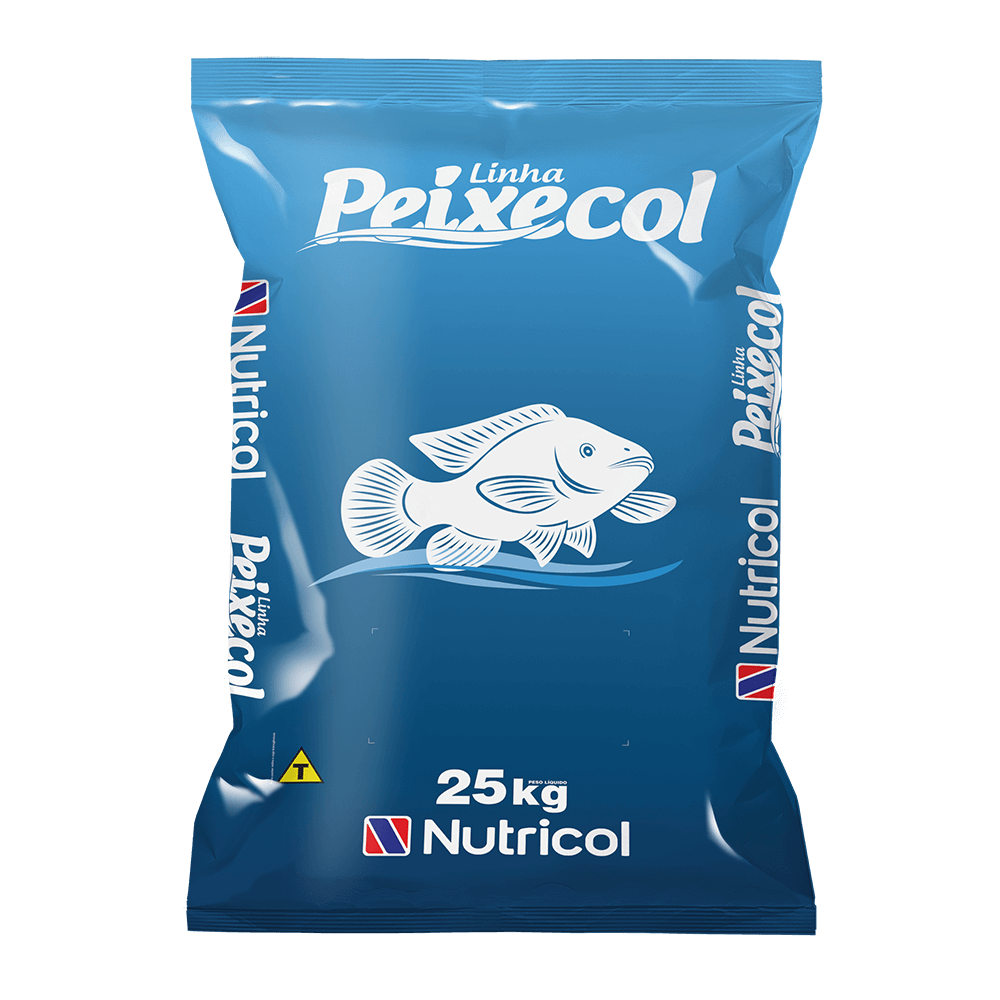 Linha
Peixecol
Nutricol
Linha
Peixecol
Linha
Peixecol
Nutricol
T
PESO LÍQUIDO
25kg
Nutricol